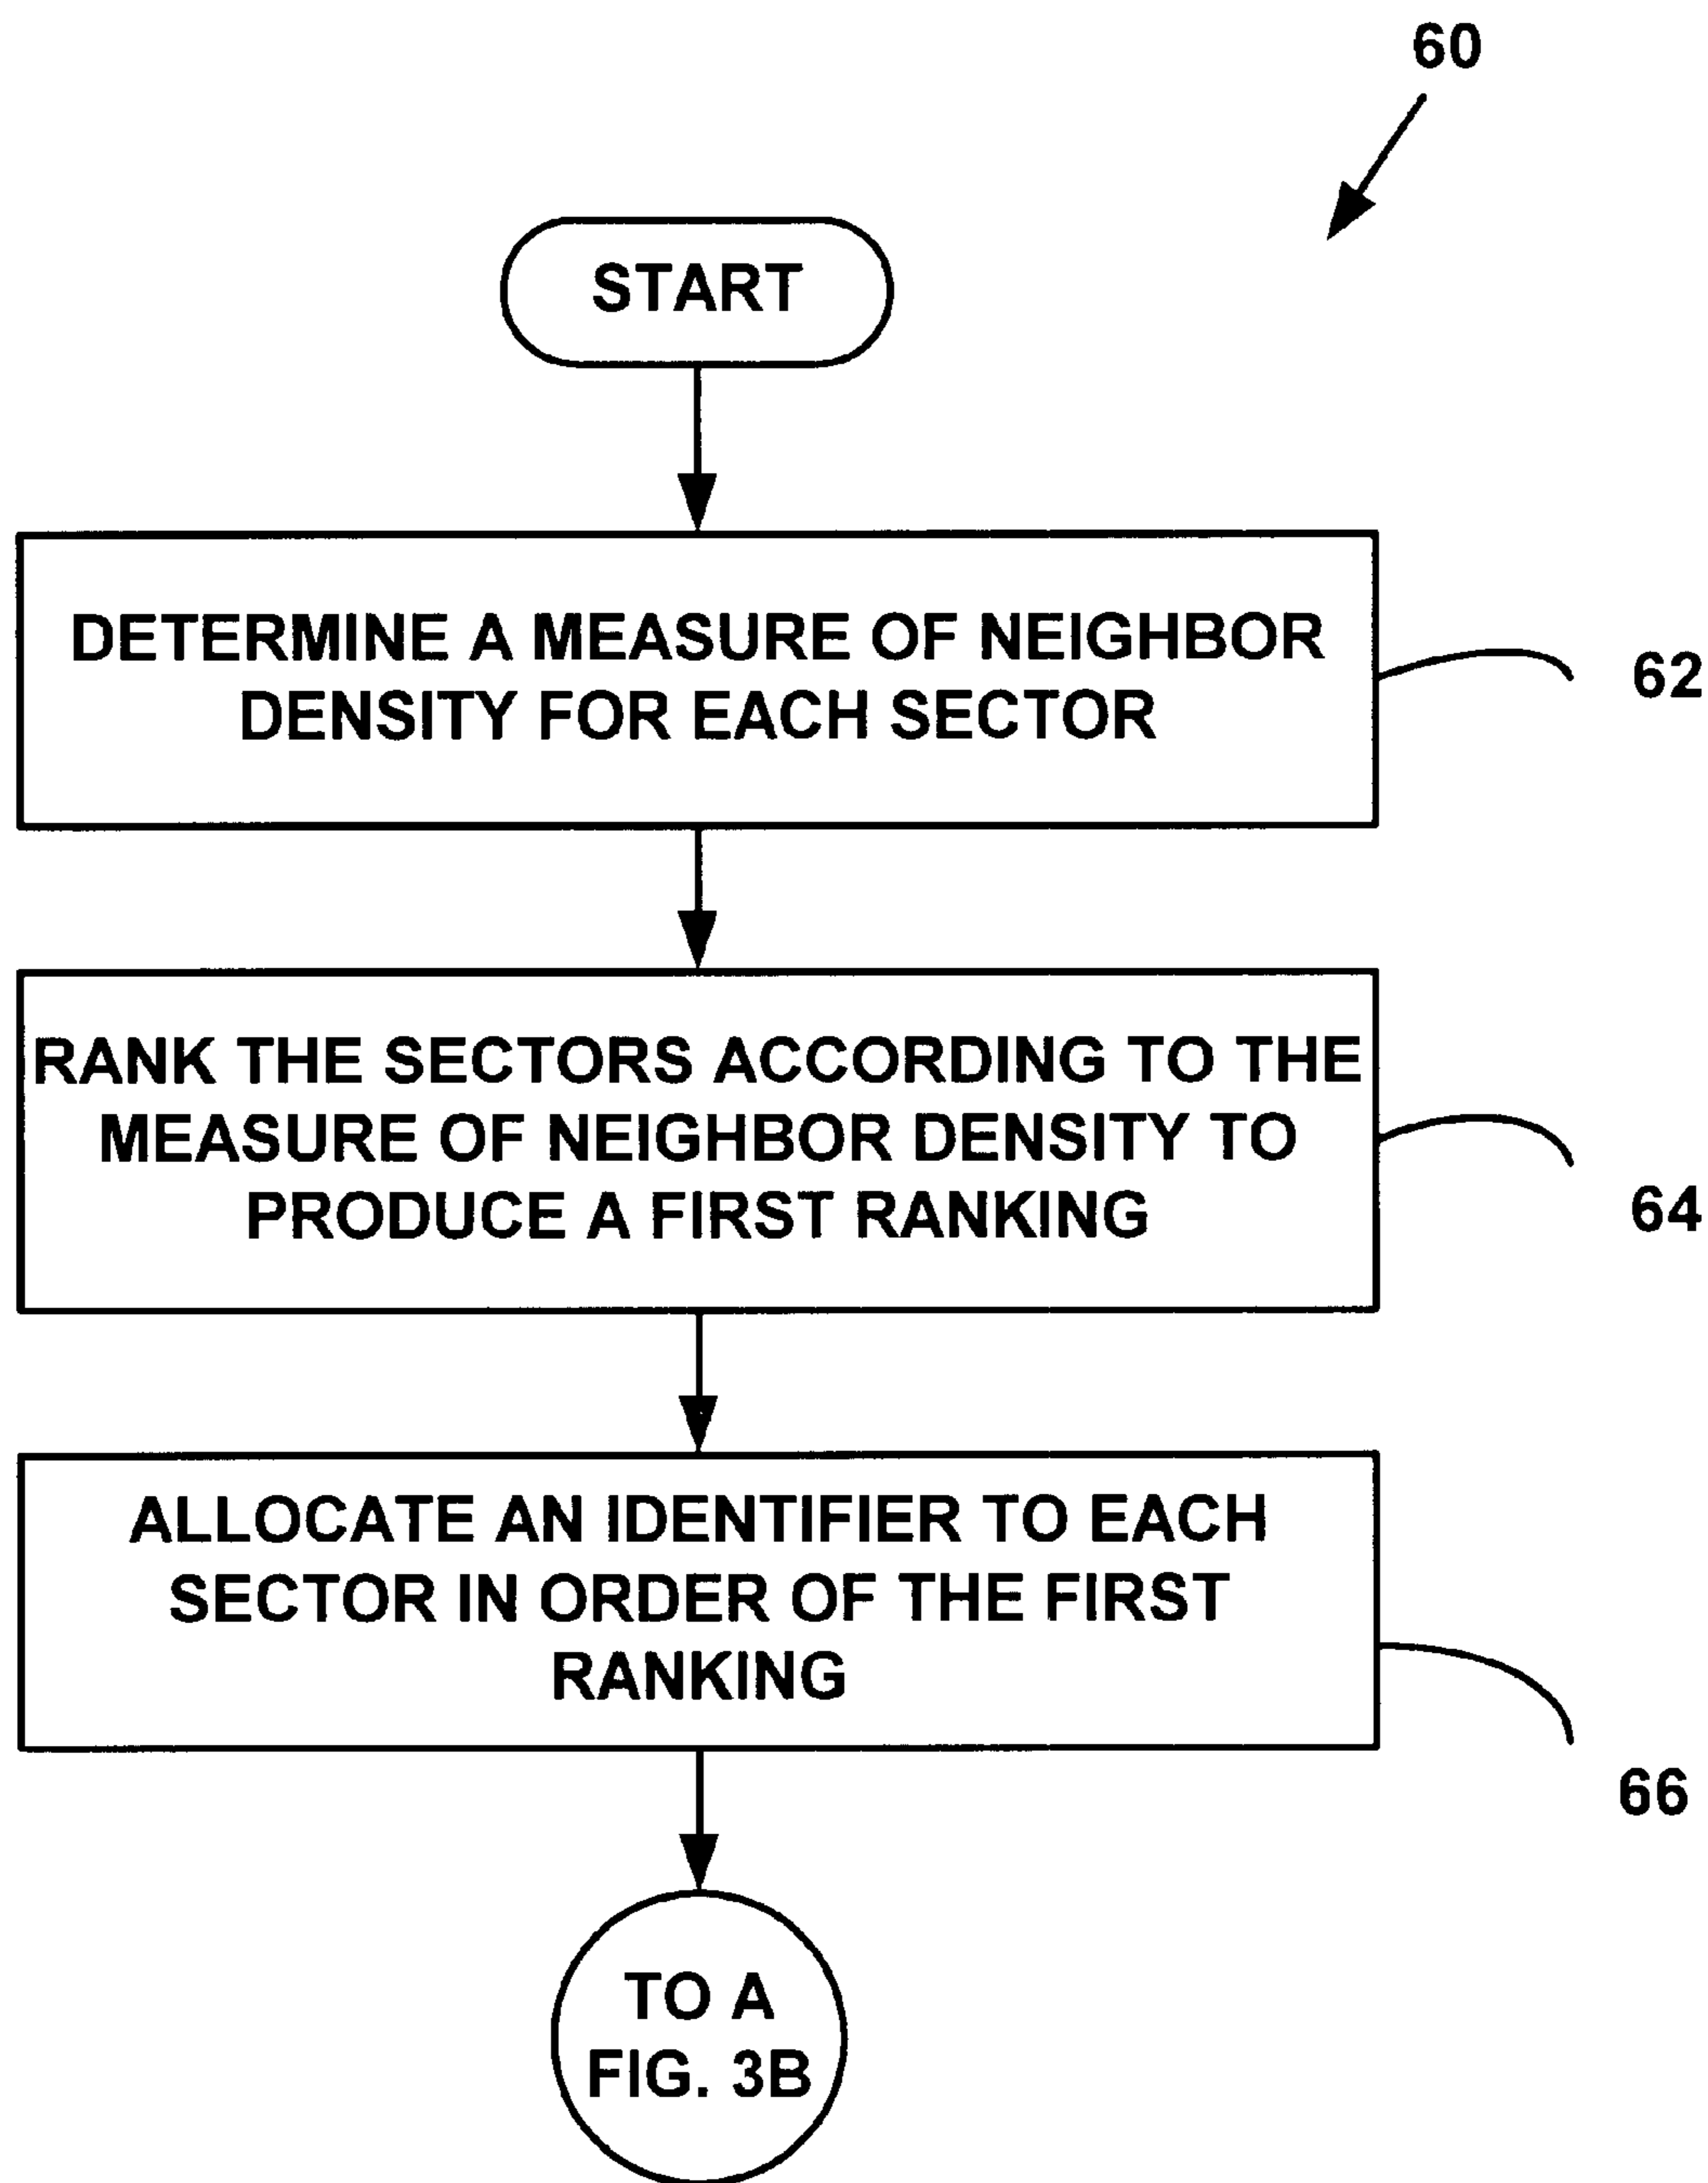 60
START
DETERMINE A MEASURE OF NEIGHBOR
DENSITY FOR EACH SECTOR
62
RANK THE SECTORS ACCORDING TO THE
MEASURE OF NEIGHBOR DENSITY TO
PRODUCE A FIRST RANKING
64
ALLOCATE AN IDENTIFIER TO EACH
SECTOR IN ORDER OF THE FIRST
RANKING
66
TO A
FIG. 3B